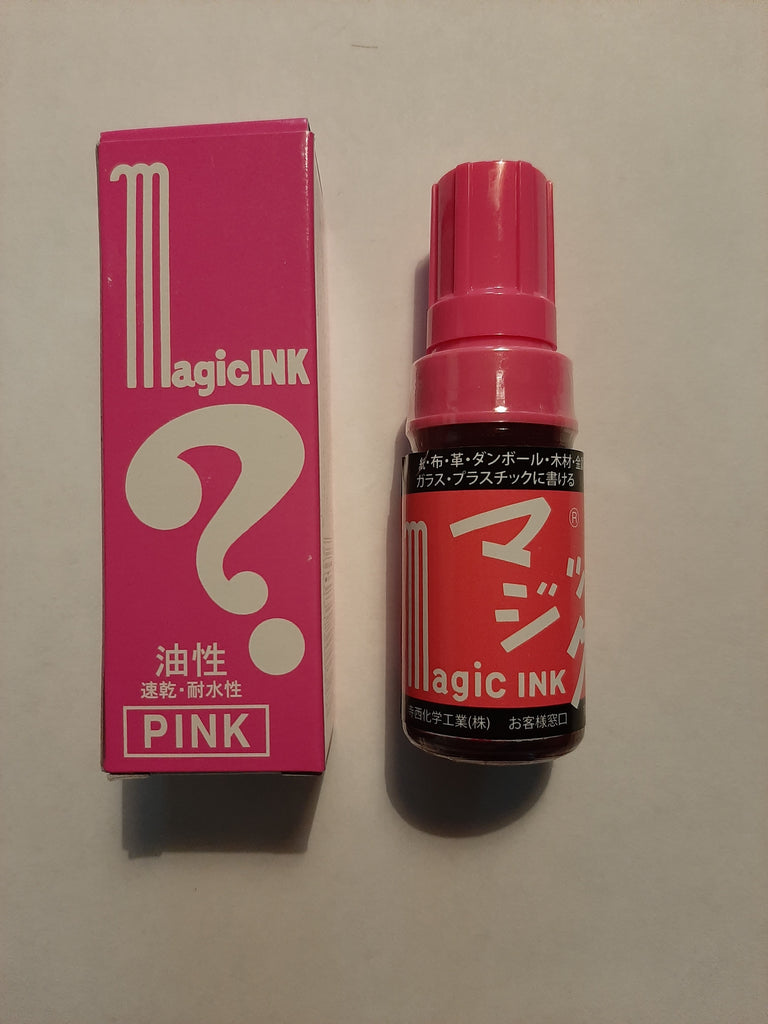 magicINK
?
油性
速乾・耐水性
PINK
紙・布・革・ダンボール・木材・金
ガラス・プラスチックに書ける
マジック
®
magic INK
寺西化学工業(株) お客様窓口